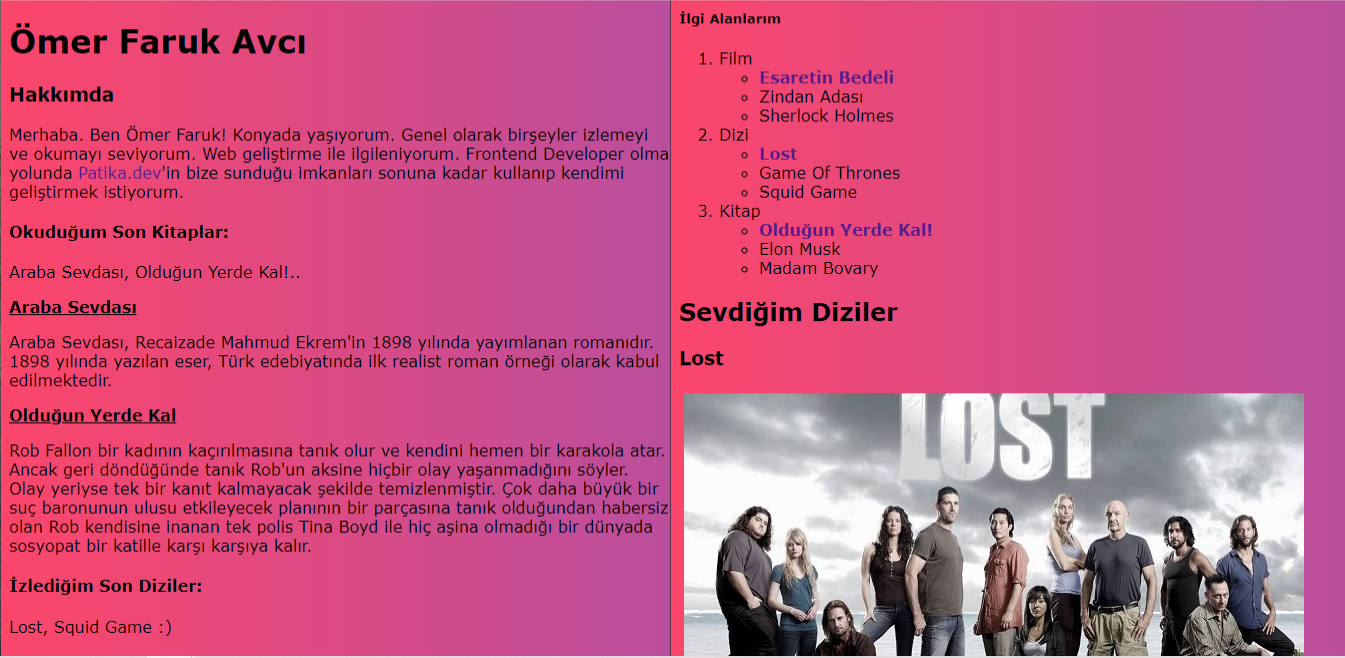 Ömer Faruk Avcı
Hakkımda
Merhaba. Ben Ömer Faruk! Konyada yaşıyorum. Genel olarak birşeyler izlemeyi
ve okumayı seviyorum. Web geliştirme ile ilgileniyorum. Frontend Developer olma
yolunda Patika.dev'in bize sunduğu imkanları sonuna kadar kullanıp kendimi
geliştirmek istiyorum.
Okuduğum Son Kitaplar:
Araba Sevdası, Olduğun Yerde Kal!..
Araba Sevdası
Araba Sevdası, Recaizade Mahmud Ekrem'in 1898 yılında yayımlanan romanıdır.
1898 yılında yazılan eser, Türk edebiyatında ilk realist roman örneği olarak kabul
edilmektedir.
Olduğun Yerde Kal
Rob Fallon bir kadının kaçırılmasına tanık olur ve kendini hemen bir karakola atar.
Ancak geri döndüğünde tanık Rob'un aksine hiçbir olay yaşanmadığını söyler.
Olay yeriyse tek bir kanıt kalmayacak şekilde temizlenmiştir. Çok daha büyük bir
suç baronunun ulusu etkileyecek planının bir parçasına tanık olduğundan habersiz
olan Rob kendisine inanan tek polis Tina Boyd ile hiç aşina olmadığı bir dünyada
sosyopat bir katille karşı karşıya kalır.
İzlediğim Son Diziler:
Lost, Squid Game :)
İlgi Alanlarım
1. Film
Esaretin Bedeli
Zindan Adası
Sherlock Holmes
2. Dizi
Lost
Game Of Thrones
Squid Game
3. Kitap
Olduğun Yerde Kal!
Elon Musk
Madam Bovary
Sevdiğim Diziler
Lost
LOST